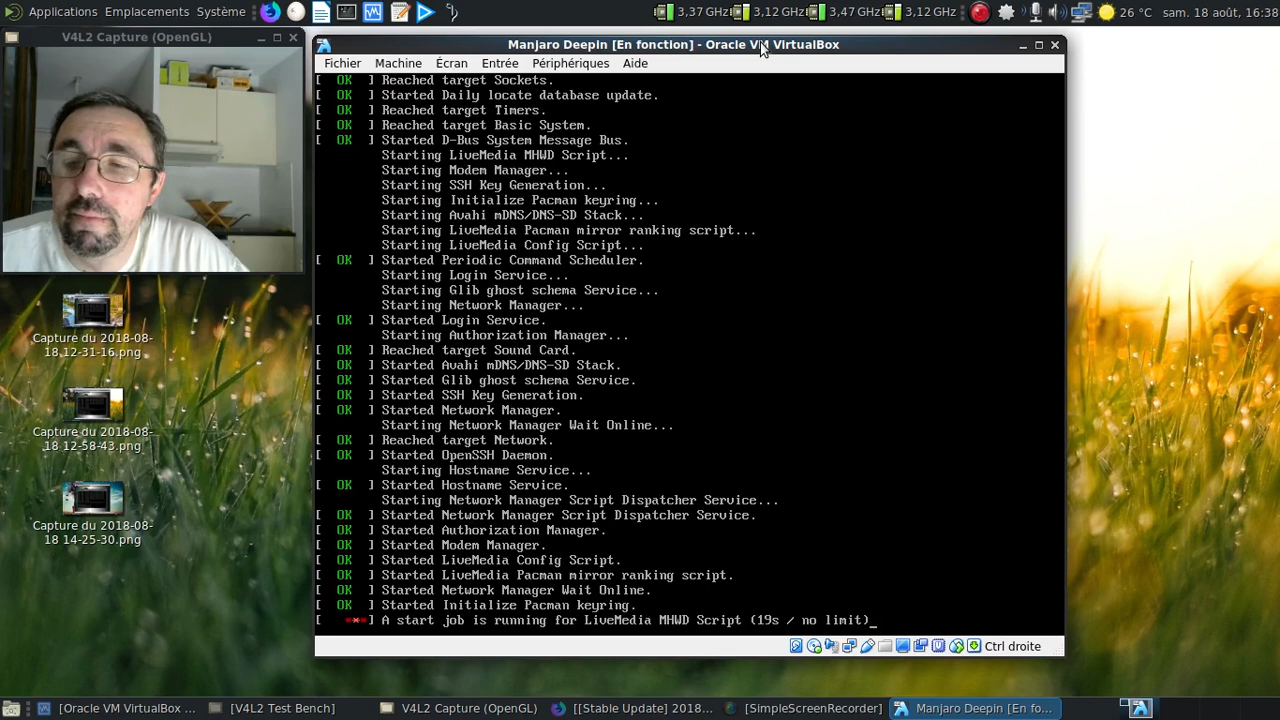 Applications Emplacements Système
3,37 GHz 3,12 GHz 3,47 GHz 3,12 GHz 26 °C sam. 18 août, 16:38
V4L2 Capture (OpenGL)
Capture du 2018-08-
18 12-31-16.png
Capture du 2018-08-
18 12-58-43.png
Capture du 2018-08-
18 14-25-30.png
Manjaro Deepin [En fonction] - Oracle VM VirtualBox
Fichier Machine Écran Entrée Périphériques Aide
[ OK ] Reached target Sockets.
[ OK ] Started Daily locate database update.
[ OK ] Reached target Timers.
[ OK ] Reached target Basic System.
[ OK ] Started D-Bus System Message Bus.
Starting LiveMedia MHWD Script...
Starting Modem Manager...
Starting SSH Key Generation...
Starting Initialize Pacman keyring...
Starting Avahi mDNS/DNS-SD Stack...
Starting LiveMedia Pacman mirror ranking script...
Starting LiveMedia Config Script...
[ OK ] Started Periodic Command Scheduler.
Starting Login Service...
Starting Glib ghost schema Service...
Starting Network Manager...
[ OK ] Started Login Service.
Starting Authorization Manager...
[ OK ] Reached target Sound Card.
[ OK ] Started Avahi mDNS/DNS-SD Stack.
[ OK ] Started Glib ghost schema Service.
[ OK ] Started SSH Key Generation.
[ OK ] Started Network Manager.
Starting Network Manager Wait Online...
[ OK ] Reached target Network.
[ OK ] Started OpenSSH Daemon.
Starting Hostname Service...
[ OK ] Started Hostname Service.
Starting Network Manager Script Dispatcher Service...
[ OK ] Started Network Manager Script Dispatcher Service.
[ OK ] Started Authorization Manager.
[ OK ] Started Modem Manager.
[ OK ] Started LiveMedia Config Script.
[ OK ] Started LiveMedia Pacman mirror ranking script.
[ OK ] Started Network Manager Wait Online.
[ OK ] Started Initialize Pacman keyring.
[ ***] A start job is running for LiveMedia MHWD Script (19s / no limit)_
Ctrl droite
[Oracle VM VirtualBox ... [V4L2 Test Bench] V4L2 Capture (OpenGL) [[Stable Update] 2018... [SimpleScreenRecorder] Manjaro Deepin [En fo...